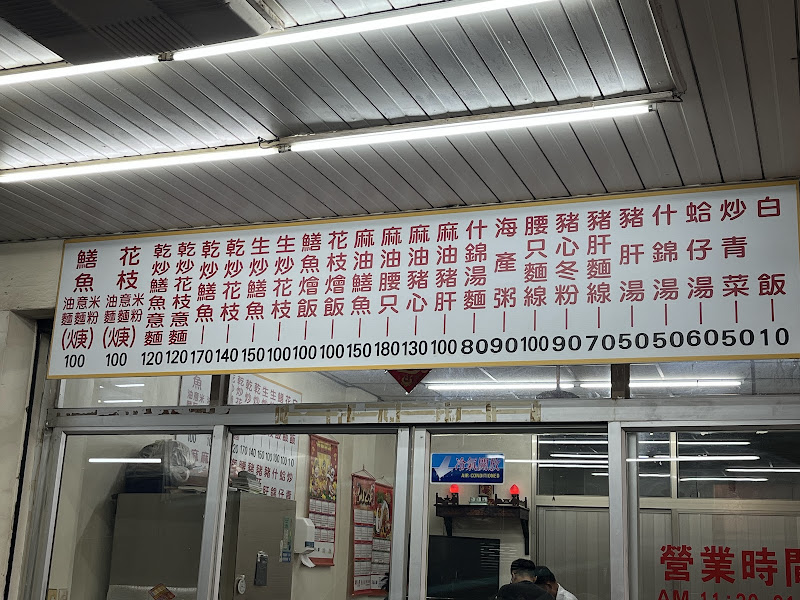 鱔魚 油麵 意麵 米粉 (焿) 100
花枝 油麵 意麵 米粉 (焿) 100
乾炒鱔魚意麵 120
乾炒花枝意麵 120
乾炒鱔魚 170
乾炒花枝 140
生炒鱔魚 150
生炒花枝 100
鱔魚燴飯 100
花枝燴飯 100
麻油鱔魚 150
麻油腰只 180
麻油豬心 130
麻油豬肝 100
什錦湯麵 80
海產粥 90
腰只麵線 100
豬心冬粉 90
豬肝麵線 70
豬肝湯 50
什錦湯 50
蛤仔湯 60
炒青菜 50
白飯 10
冷氣開放
AIR-CONDITIONED
營業時間